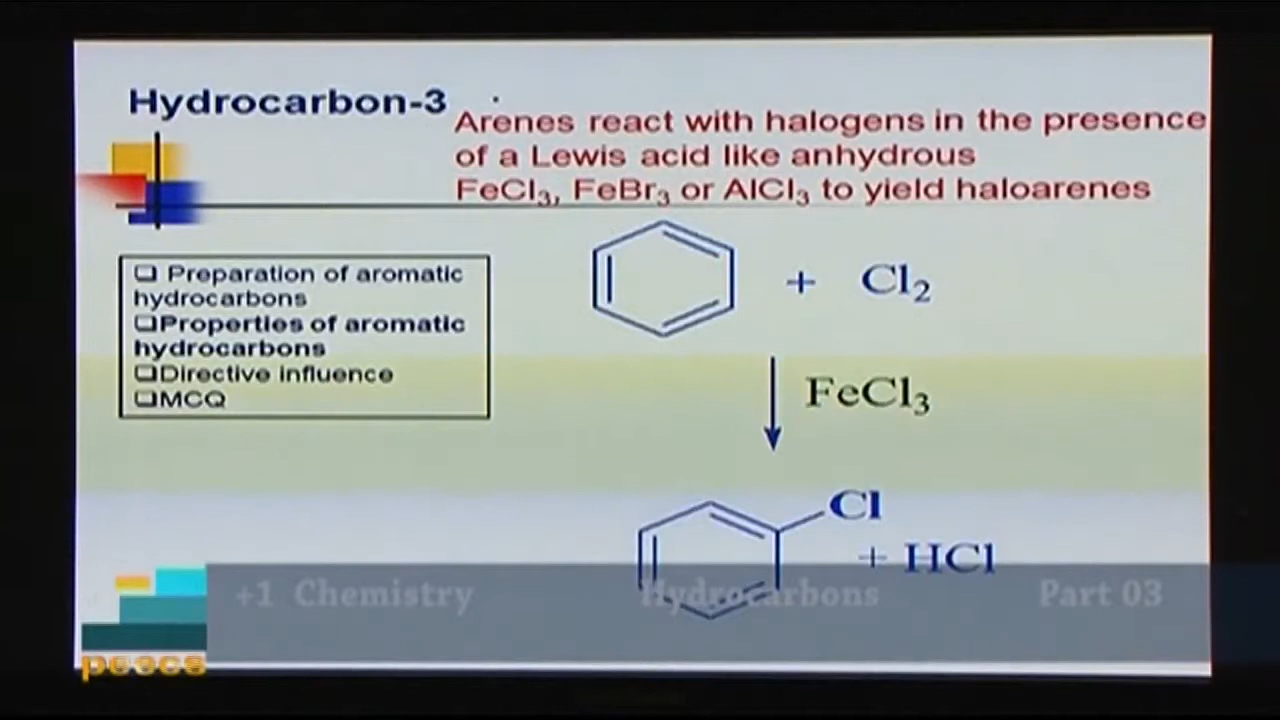 Hydrocarbon-3
Arenes react with halogens in the presence
of a Lewis acid like anhydrous
FeCl₃, FeBr₃ or AlCl₃ to yield haloarenes
❑ Preparation of aromatic
hydrocarbons
❑Properties of aromatic
hydrocarbons
❑Directive influence
❑MCQ
+ Cl₂
FeCl₃
Cl
+ HCl
+1 Chemistry Hydrocarbons Part 03
peecs